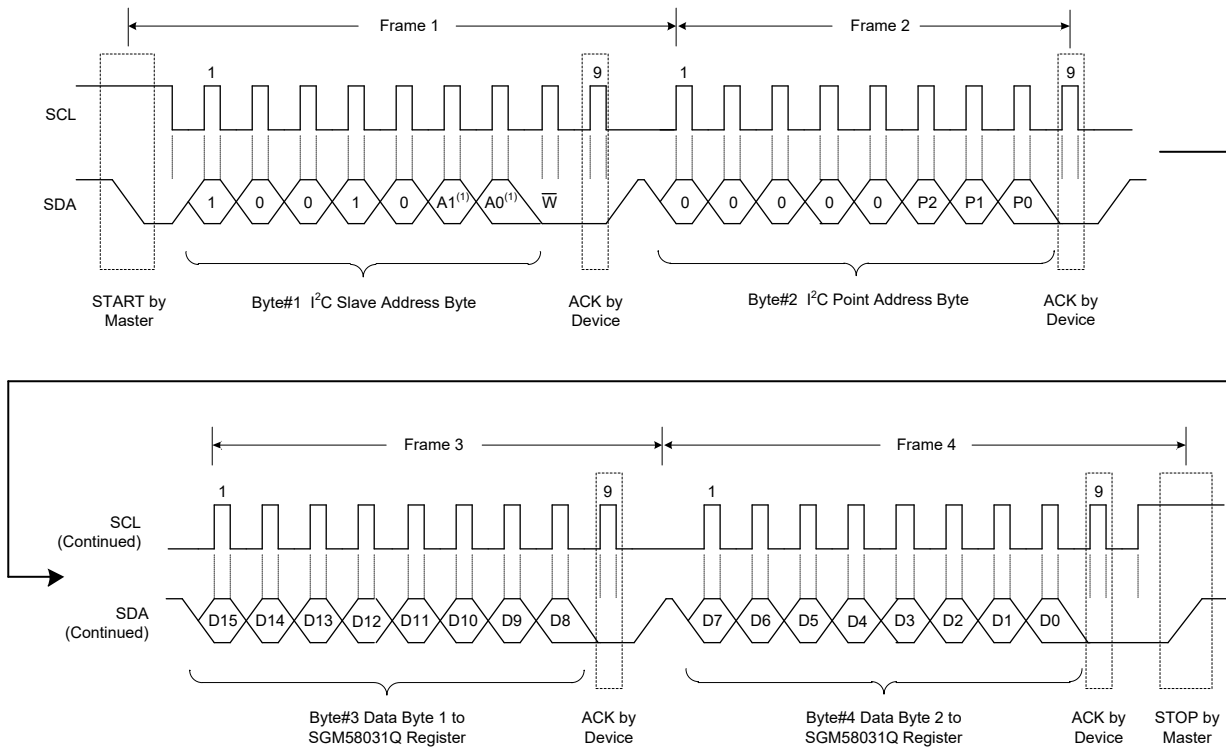 Frame 1
Frame 2
1
9
1
9
SCL
SDA
1
0
0
1
0
A1(1)
A0(1)
W̅
0
0
0
0
0
P2
P1
P0
START by
Master
Byte#1 I²C Slave Address Byte
ACK by
Device
Byte#2 I²C Point Address Byte
ACK by
Device
Frame 3
Frame 4
1
9
1
9
SCL
(Continued)
SDA
(Continued)
D15
D14
D13
D12
D11
D10
D9
D8
D7
D6
D5
D4
D3
D2
D1
D0
Byte#3 Data Byte 1 to
SGM58031Q Register
ACK by
Device
Byte#4 Data Byte 2 to
SGM58031Q Register
ACK by
Device
STOP by
Master